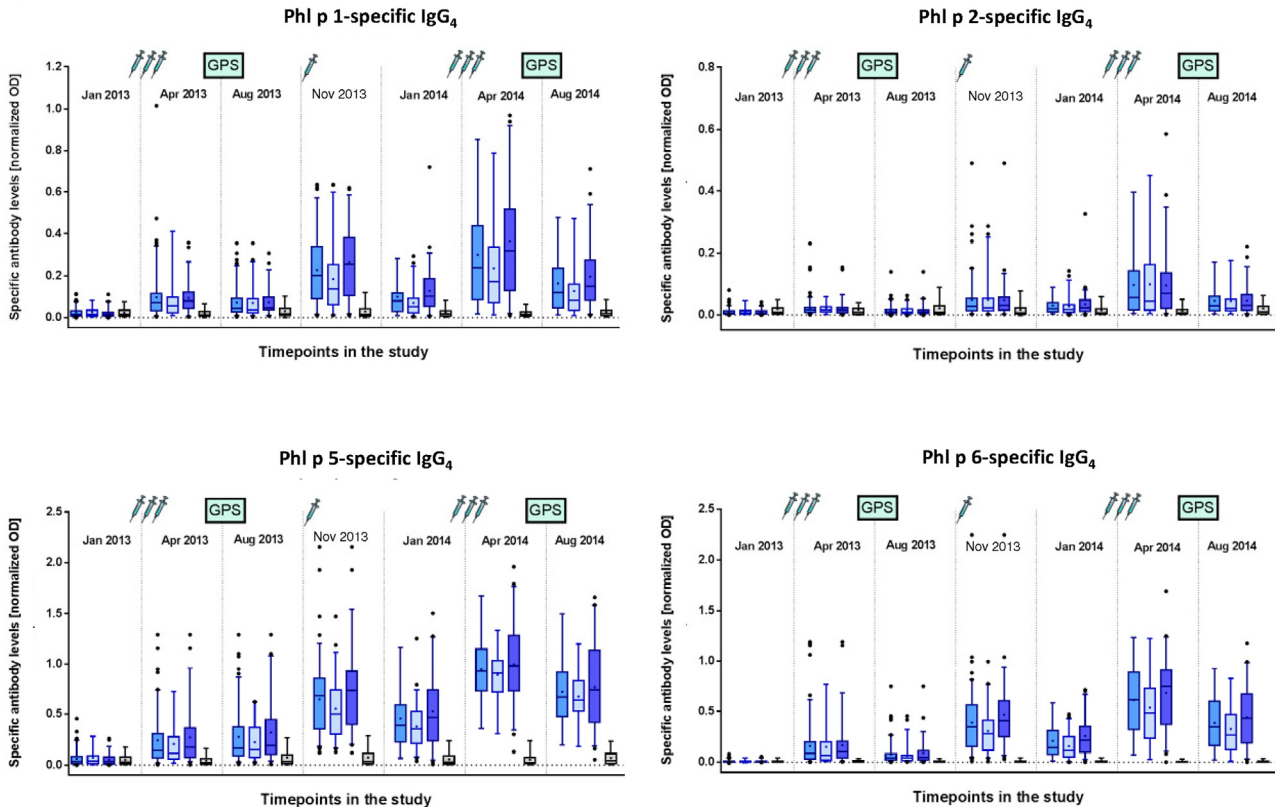 Phl p 1-specific IgG4
GPS
GPS
Jan 2013
Apr 2013
Aug 2013
Nov 2013
Jan 2014
Apr 2014
Aug 2014
Specific antibody levels [normalized OD]
1.2
1.0
0.8
0.6
0.4
0.2
0.0
Timepoints in the study
Phl p 2-specific IgG4
GPS
GPS
Jan 2013
Apr 2013
Aug 2013
Nov 2013
Jan 2014
Apr 2014
Aug 2014
Specific antibody levels [normalized OD]
0.8
0.6
0.4
0.2
0.0
Timepoints in the study
Phl p 5-specific IgG4
GPS
GPS
Jan 2013
Apr 2013
Aug 2013
Nov 2013
Jan 2014
Apr 2014
Aug 2014
Specific antibody levels [normalized OD]
2.5
2.0
1.5
1.0
0.5
0.0
Timepoints in the study
Phl p 6-specific IgG4
GPS
GPS
Jan 2013
Apr 2013
Aug 2013
Nov 2013
Jan 2014
Apr 2014
Aug 2014
Specific antibody levels [normalized OD]
2.5
2.0
1.5
1.0
0.5
0.0
Timepoints in the study